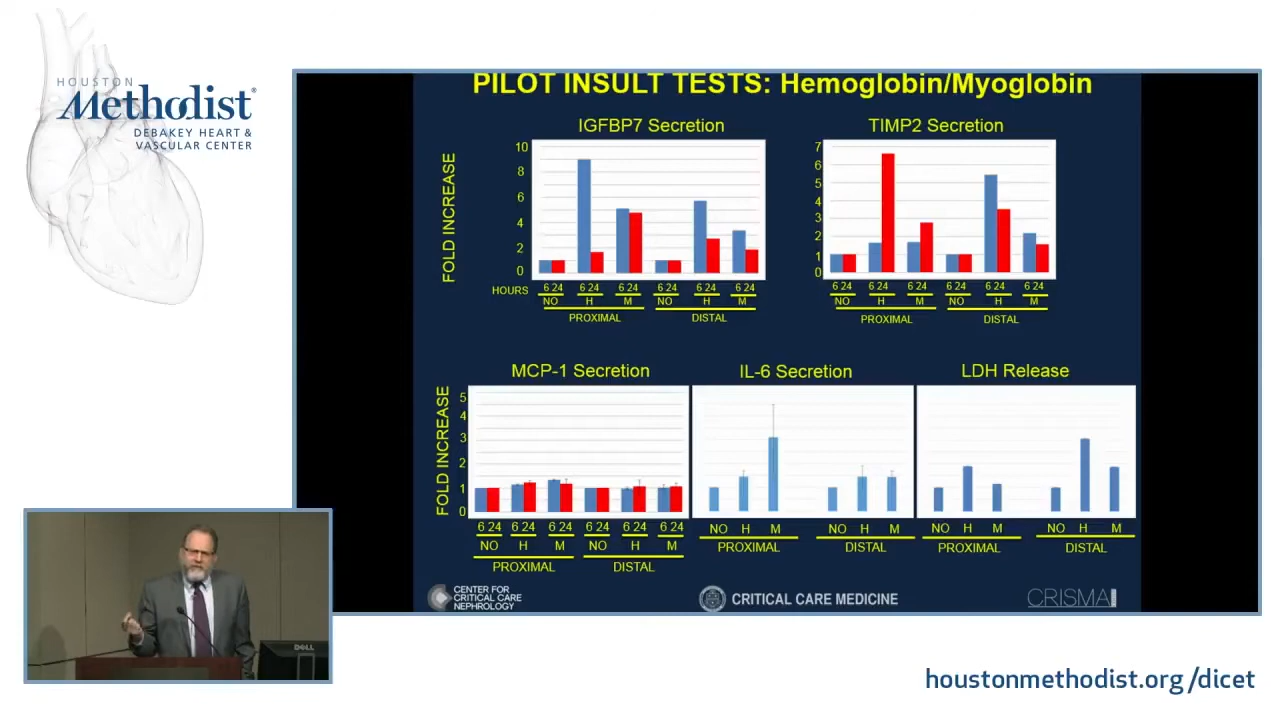 HOUSTON
Methodist®
DEBAKEY HEART &
VASCULAR CENTER
PILOT INSULT TESTS: Hemoglobin/Myoglobin
IGFBP7 Secretion
TIMP2 Secretion
FOLD INCREASE
10
8
6
4
2
0
7
6
5
4
3
2
1
0
HOURS
6 24 6 24 6 24 6 24 6 24 6 24
NO H M NO H M
PROXIMAL DISTAL
6 24 6 24 6 24 6 24 6 24 6 24
NO H M NO H M
PROXIMAL DISTAL
MCP-1 Secretion
IL-6 Secretion
LDH Release
FOLD INCREASE
5
4
3
2
1
0
6 24 6 24 6 24 6 24 6 24 6 24
NO H M NO H M
PROXIMAL DISTAL
NO H M NO H M
PROXIMAL DISTAL
NO H M NO H M
PROXIMAL DISTAL
CENTER FOR
CRITICAL CARE
NEPHROLOGY
CRITICAL CARE MEDICINE
CRISMA
DELL
houstonmethodist.org/dicet